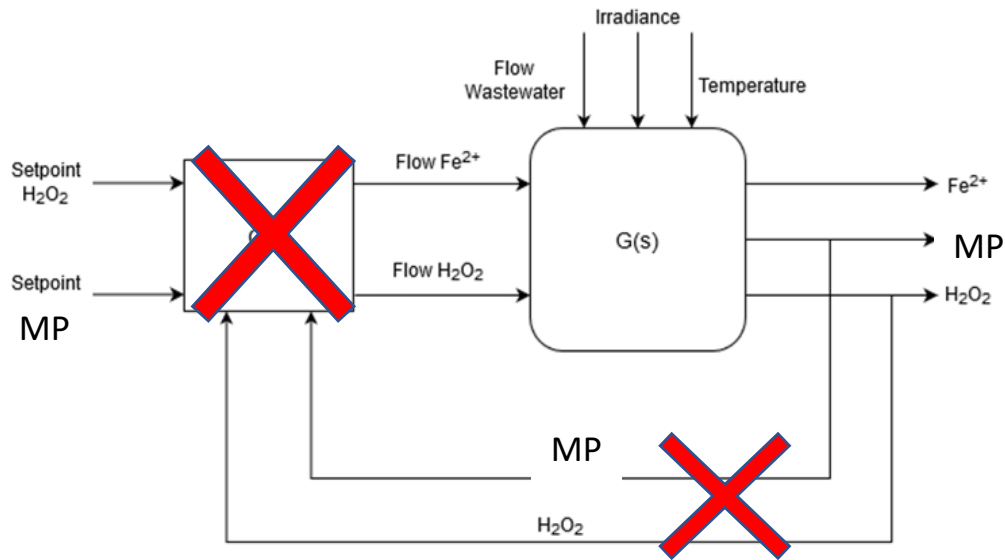 Irradiance
Flow
Wastewater
Temperature
Setpoint
H₂O₂
Flow Fe²⁺
Fe²⁺
G(s)
MP
Setpoint
MP
Flow H₂O₂
H₂O₂
MP
H₂O₂